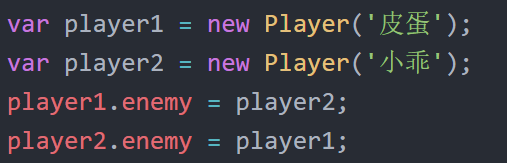 var player1 = new Player('皮蛋');
var player2 = new Player('小乖');
player1.enemy = player2;
player2.enemy = player1;